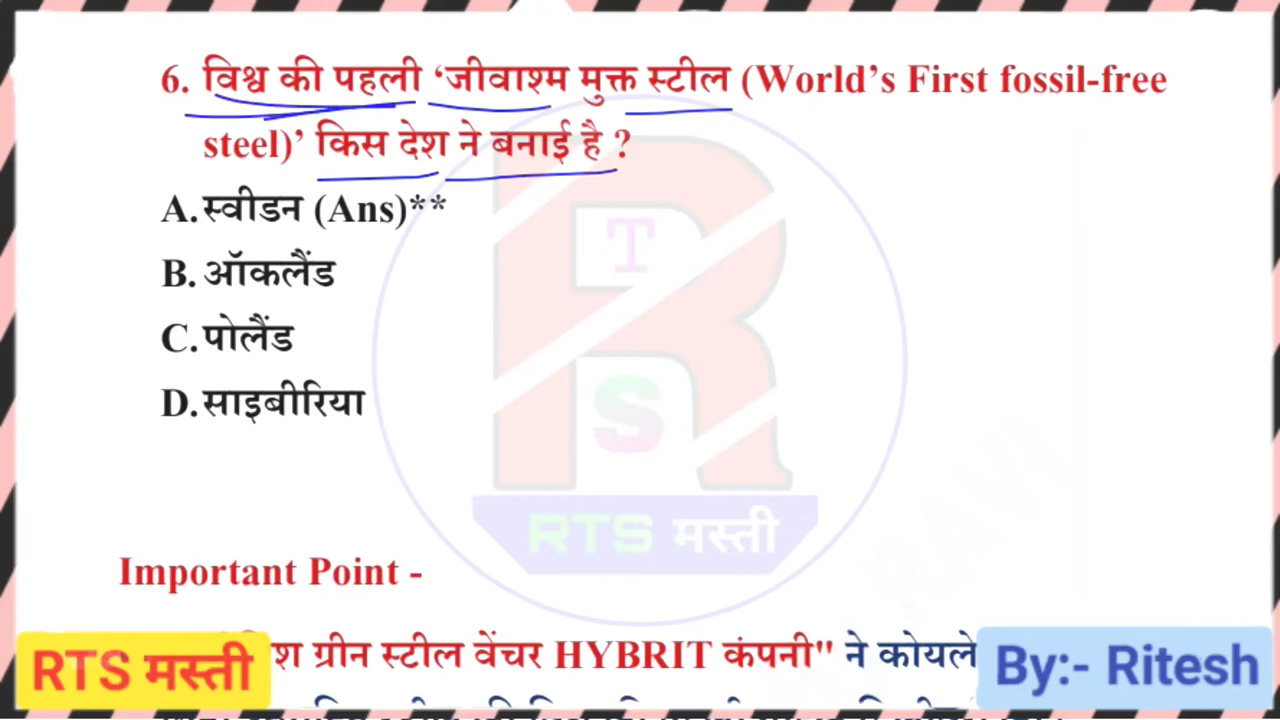 6. विश्व की पहली ‘जीवाश्म मुक्त स्टील (World’s First fossil-free
steel)’ किस देश ने बनाई है ?
A. स्वीडन (Ans)**
B. ऑकलैंड
C. पोलैंड
D. साइबीरिया
T
S
RTS मस्ती
RAVI
Important Point -
ग्रीन स्टील वेंचर HYBRIT कंपनी" ने कोयले
RTS मस्ती
By:- Ritesh